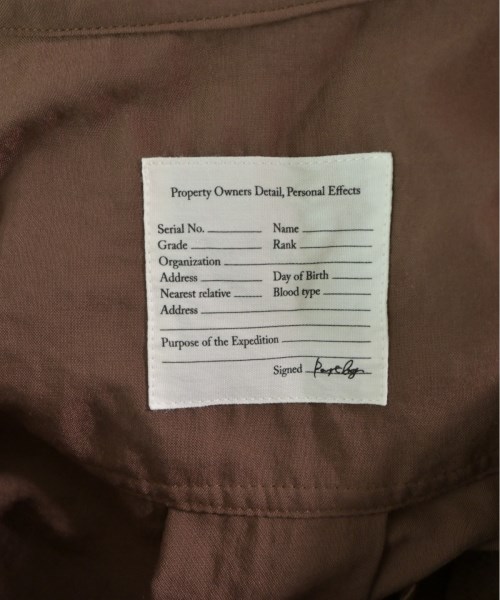 Property Owners Detail, Personal Effects
Serial No. Name
Grade Rank
Organization
Address Day of Birth
Nearest relative Blood type
Address
Purpose of the Expedition
Signed